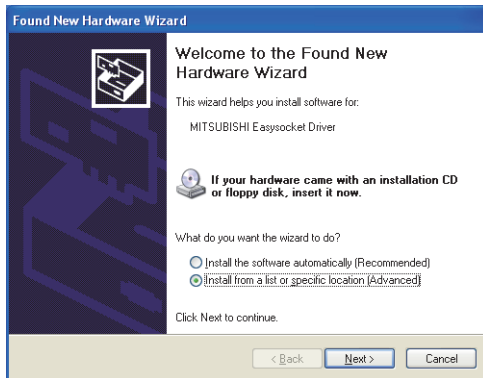 Found New Hardware Wizard
Welcome to the Found New
Hardware Wizard
This wizard helps you install software for:
MITSUBISHI Easysocket Driver
If your hardware came with an installation CD
or floppy disk, insert it now.
What do you want the wizard to do?
Install the software automatically (Recommended)
Install from a list or specific location (Advanced)
Click Next to continue.
< Back Next > Cancel